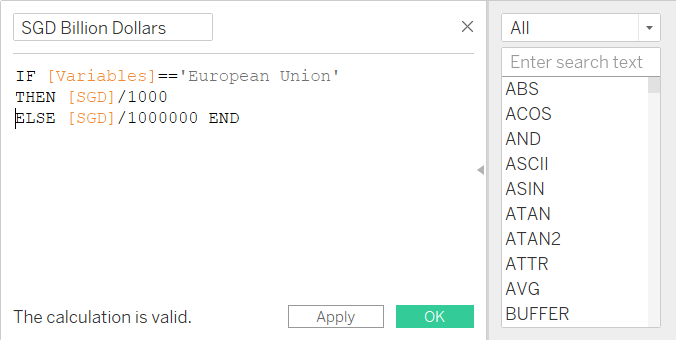 SGD Billion Dollars
IF [Variables]=='European Union'
THEN [SGD]/1000
ELSE [SGD]/1000000 END
The calculation is valid.
Apply
OK
All
Enter search text
ABS
ACOS
AND
ASCII
ASIN
ATAN
ATAN2
ATTR
AVG
BUFFER